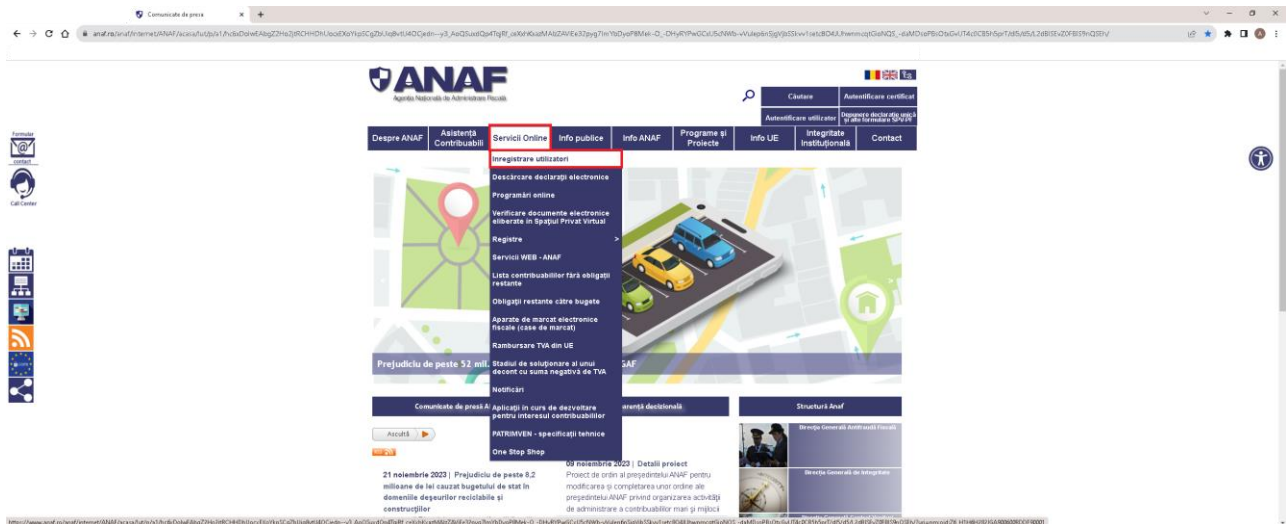 Comunicate de presa
ANAF
Agenția Națională de Administrare Fiscală
Căutare
Autentificare certificat
Autentificare utilizator
Depunere declarație unică și alte formulare SPV PF
Formular
contact
Call Center
Despre ANAF
Asistență Contribuabili
Servicii Online
Info publice
Info ANAF
Programe și Proiecte
Info UE
Integritate Instituțională
Contact
Inregistrare utilizatori
Descărcare declarații electronice
Programări online
Verificare documente electronice
eliberate in Spațiul Privat Virtual
Registre >
Servicii WEB - ANAF
Lista contribuabililor fără obligații
restante
Obligații restante către bugete
Aparate de marcat electronice
fiscale (case de marcat)
Rambursare TVA din UE
Stadiul de soluționare al unui
decont cu suma negativă de TVA
Notificări
Aplicații in curs de dezvoltare
pentru interesul contribuabililor
PATRIMVEN - specificații tehnice
One Stop Shop
Prejudiciu de peste 52 mil.
GAF
Comunicate de presă A
arență decizională
Structură Anaf
Ascultă
21 noiembrie 2023 | Prejudiciu de peste 8,2
milioane de lei cauzat bugetului de stat în
domeniile deșeurilor reciclabile și
construcțiilor
09 noiembrie 2023 | Detalii proiect
Proiect de ordin al președintelui ANAF pentru
modificarea și completarea unor ordine ale
președintelui ANAF privind organizarea activității
de administrare a contribuabililor mari și mijlocii
Direcția Generală Antifraudă Fiscală
Direcția Generală de Integritate